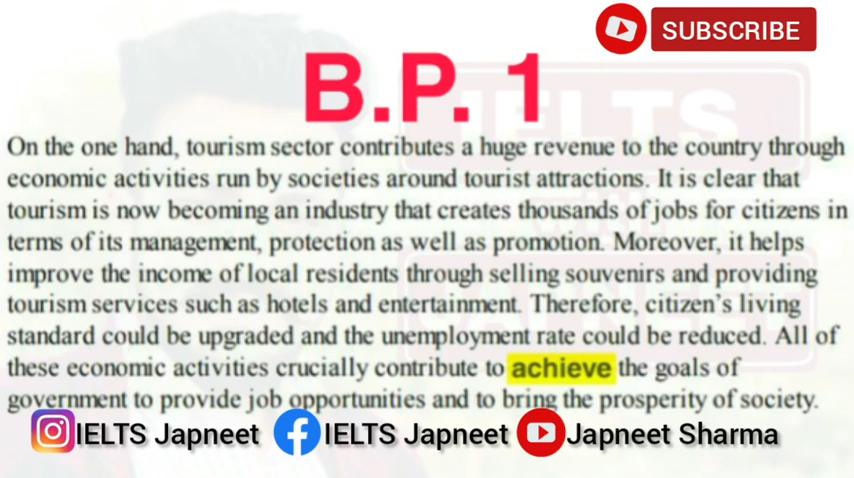 SUBSCRIBE
B.P. 1
On the one hand, tourism sector contributes a huge revenue to the country through
economic activities run by societies around tourist attractions. It is clear that
tourism is now becoming an industry that creates thousands of jobs for citizens in
terms of its management, protection as well as promotion. Moreover, it helps
improve the income of local residents through selling souvenirs and providing
tourism services such as hotels and entertainment. Therefore, citizen’s living
standard could be upgraded and the unemployment rate could be reduced. All of
these economic activities crucially contribute to achieve the goals of
government to provide job opportunities and to bring the prosperity of society.
IELTS Japneet IELTS Japneet Japneet Sharma